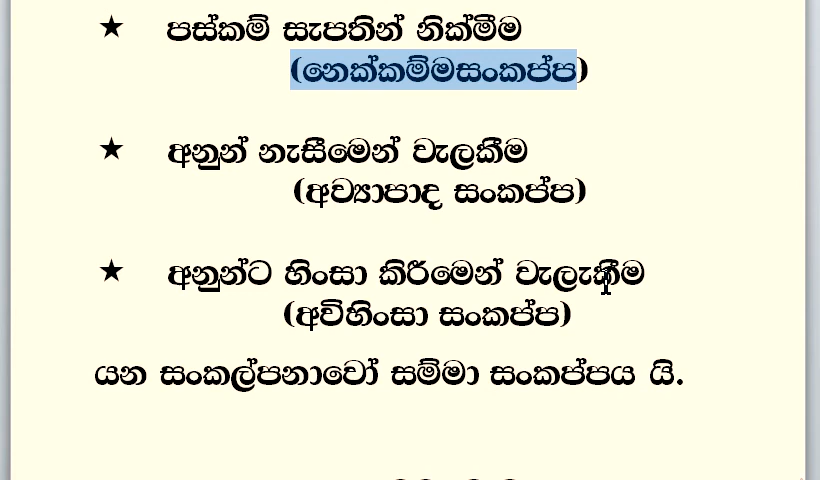 ★ පස්කම් සැපතින් නික්මීම
(නෙක්කම්මසංකප්ප)
★ අනුන් නැසීමෙන් වැලකීම
(අව්‍යාපාද සංකප්ප)
★ අනුන්ට හිංසා කිරීමෙන් වැලැකීම
(අවිහිංසා සංකප්ප)
යන සංකල්පනාවෝ සම්මා සංකප්පය යි.